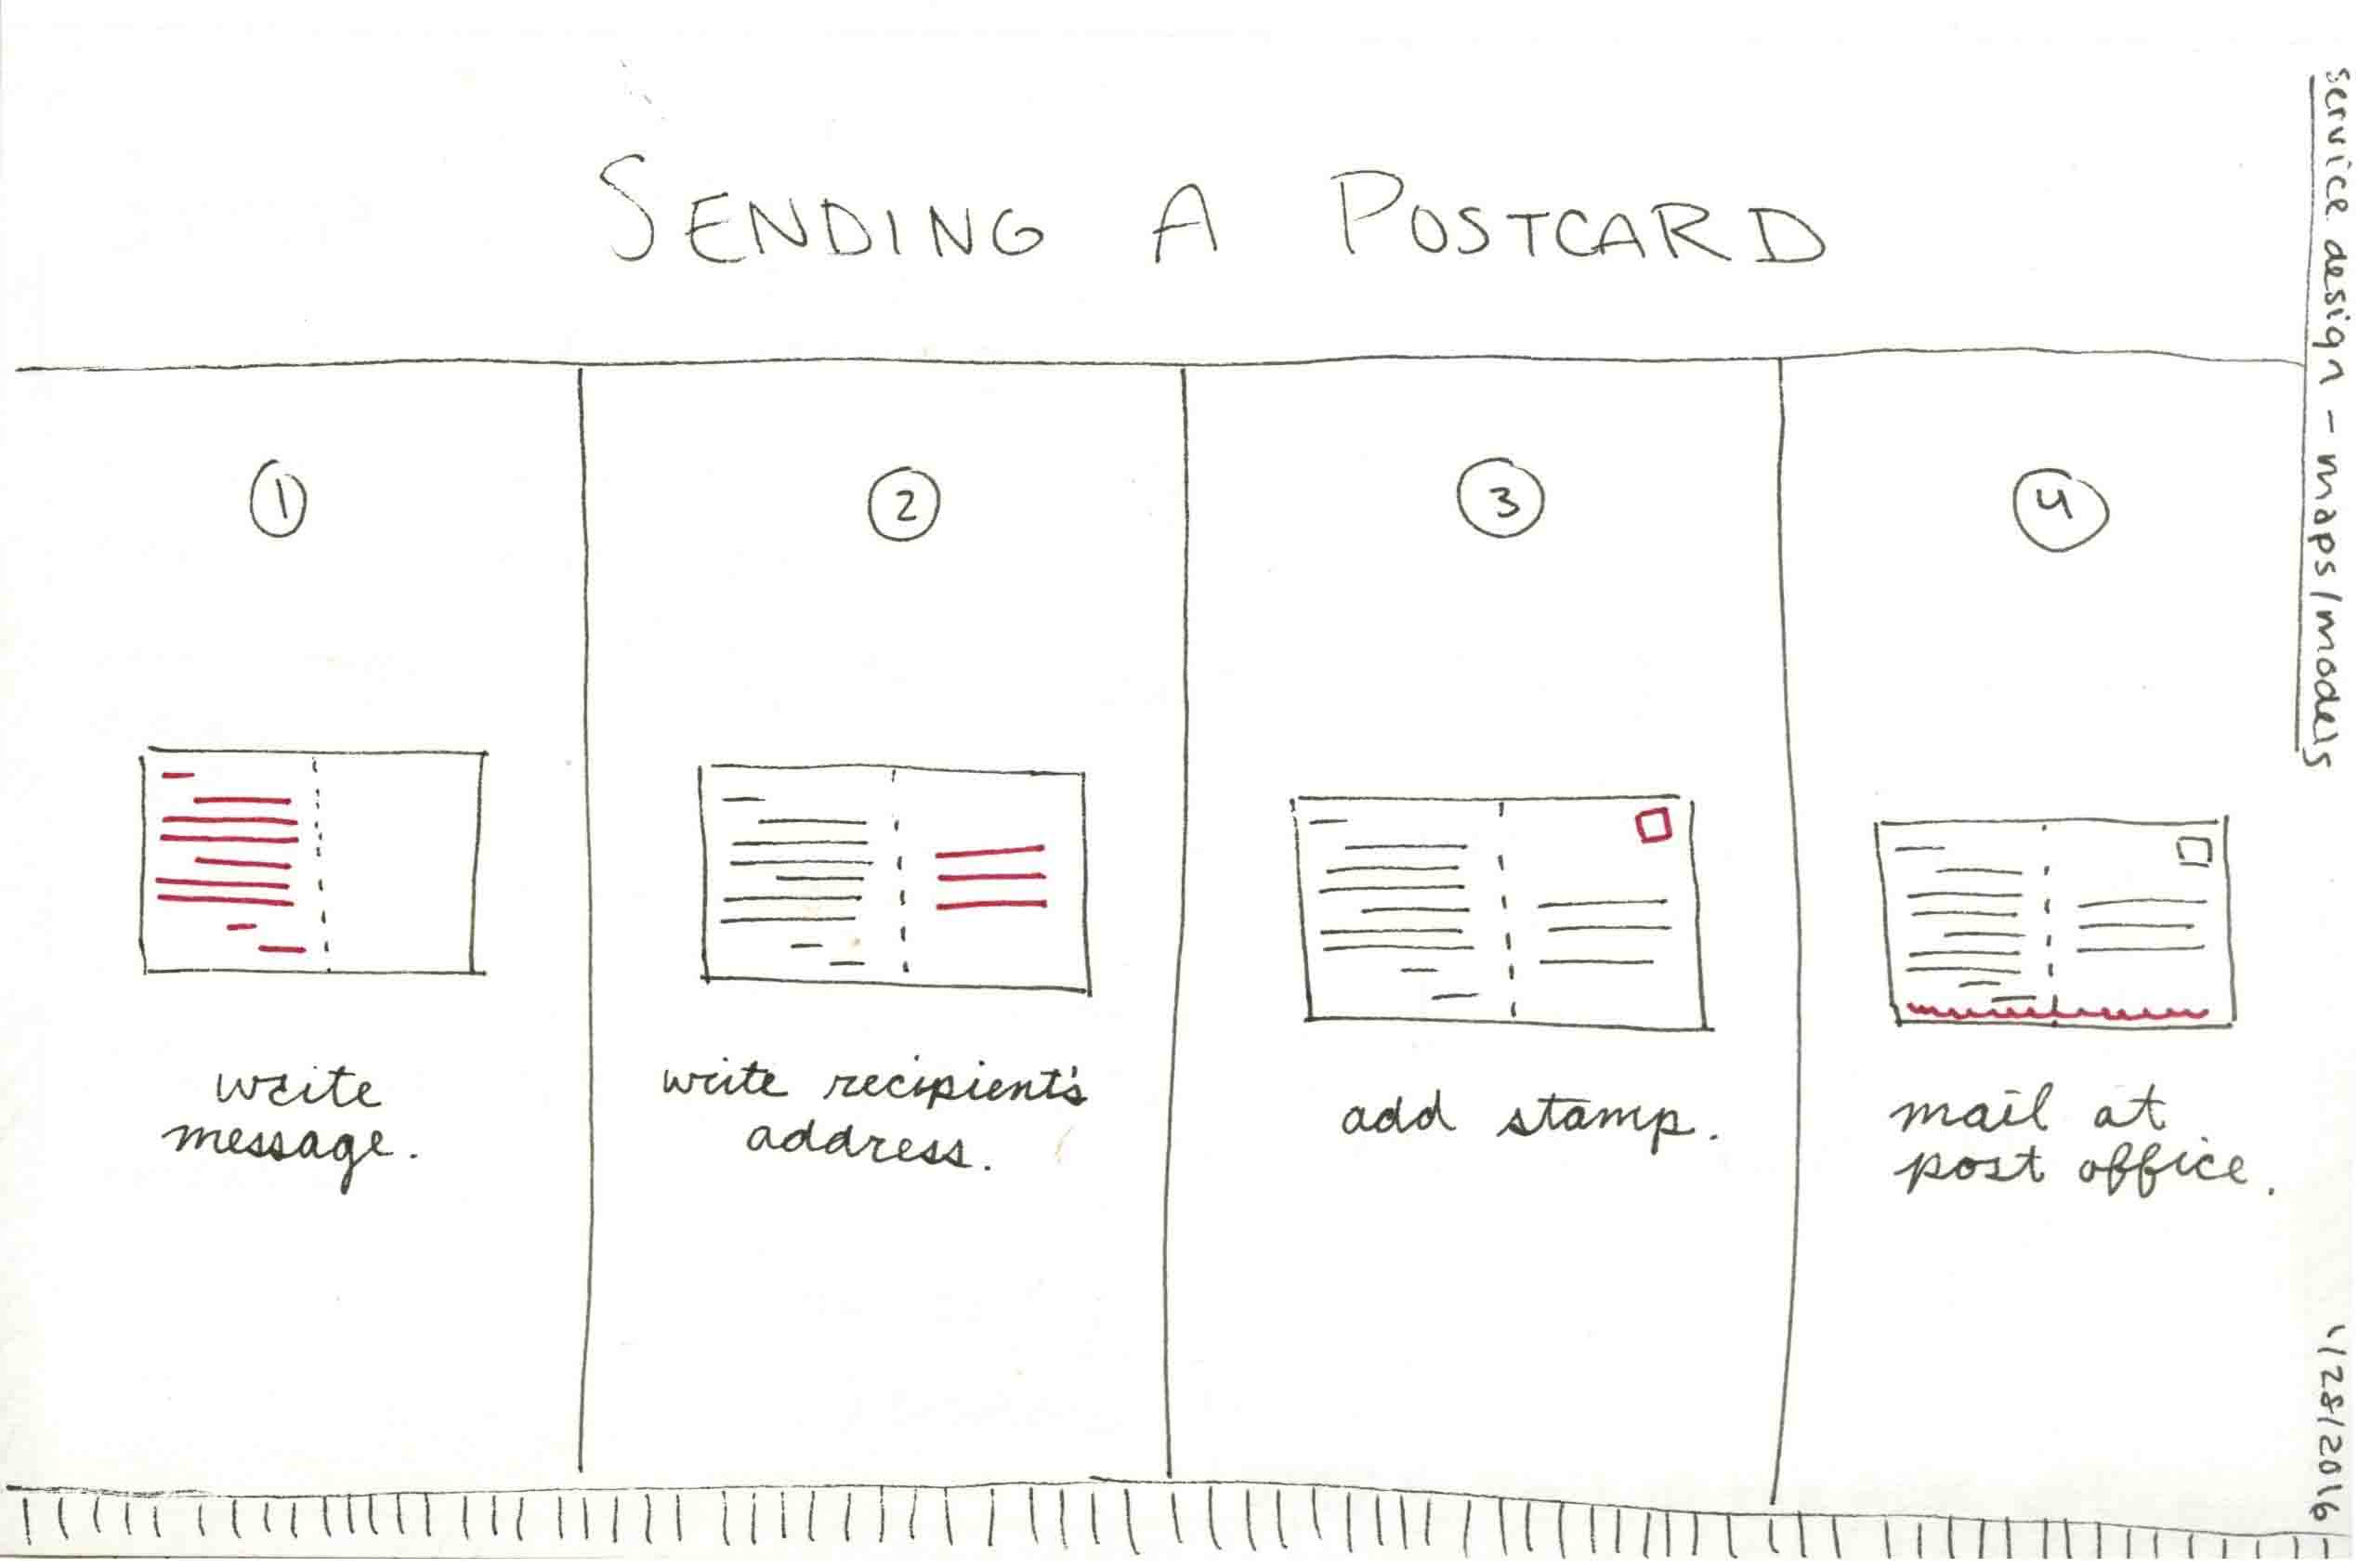 SENDING A POSTCARD
service design - maps/models
1
2
3
4
write
message.
write recipient's
address.
add stamp.
mail at
post office.
1/28/2016